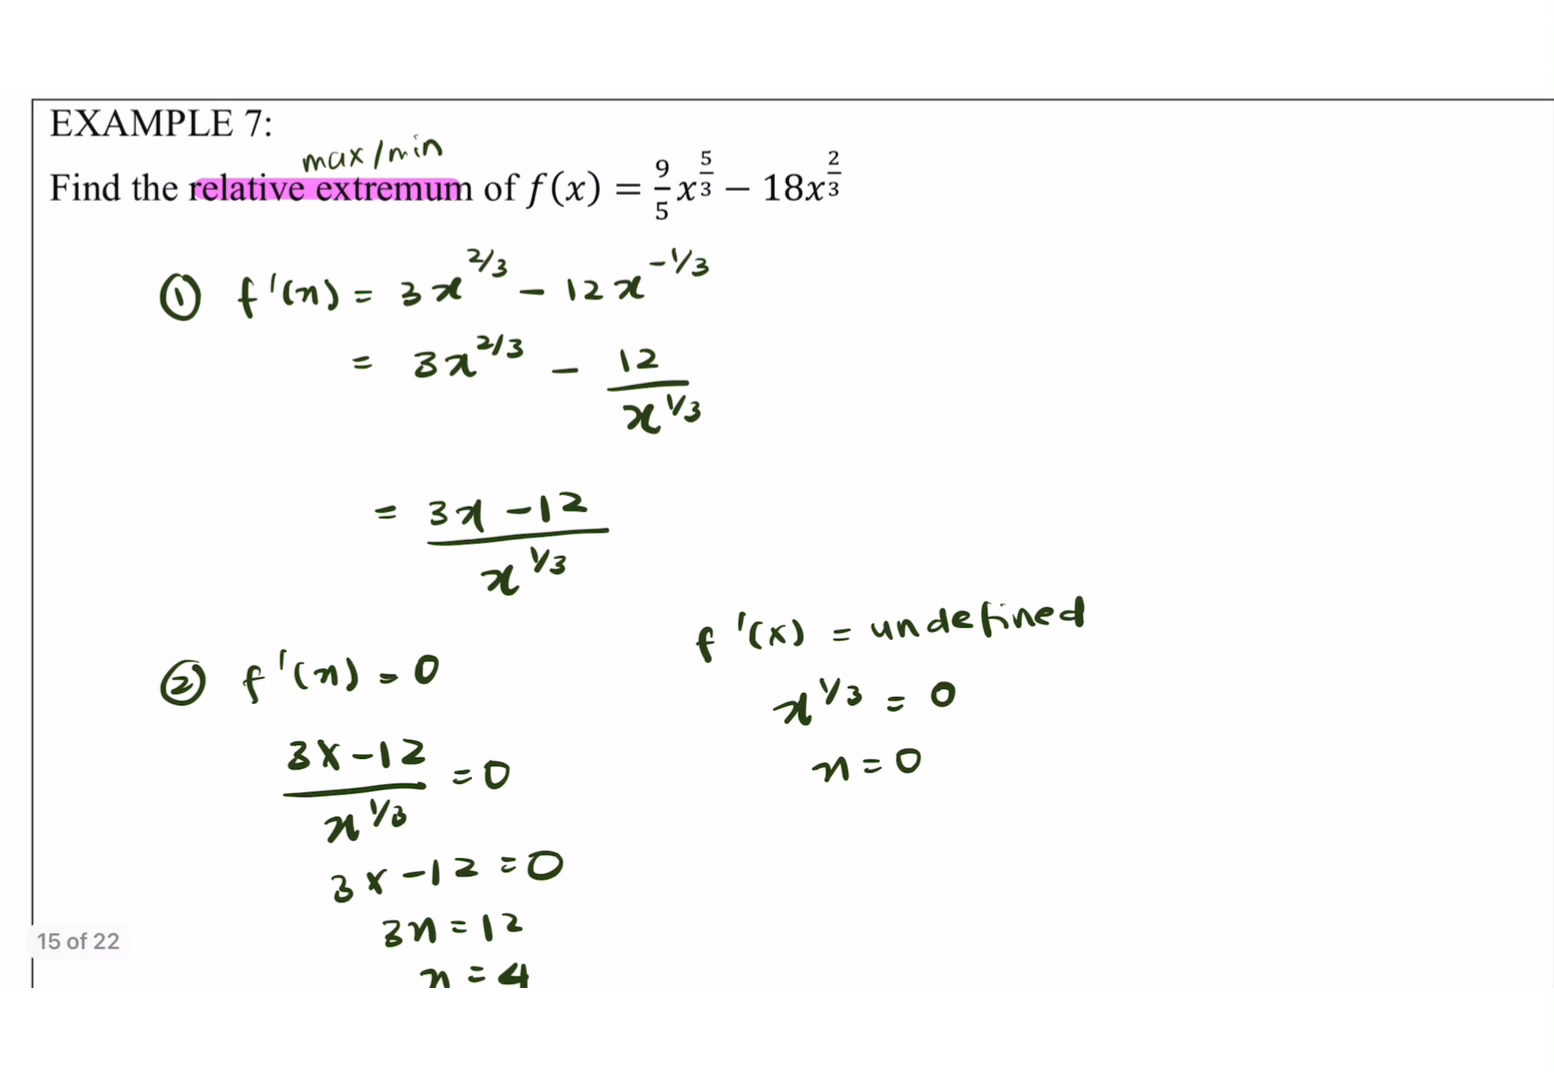 EXAMPLE 7:
max/min
Find the relative extremum of f(x) = 9/5 x^(5/3) − 18x^(2/3)
① f'(x) = 3x^(2/3) − 12x^(-1/3)
= 3x^(2/3) − 12/x^(1/3)
= (3x − 12)/x^(1/3)
② f'(x) = 0
(3x − 12)/x^(1/3) = 0
3x − 12 = 0
3x = 12
x = 4
f'(x) = undefined
x^(1/3) = 0
x = 0
15 of 22